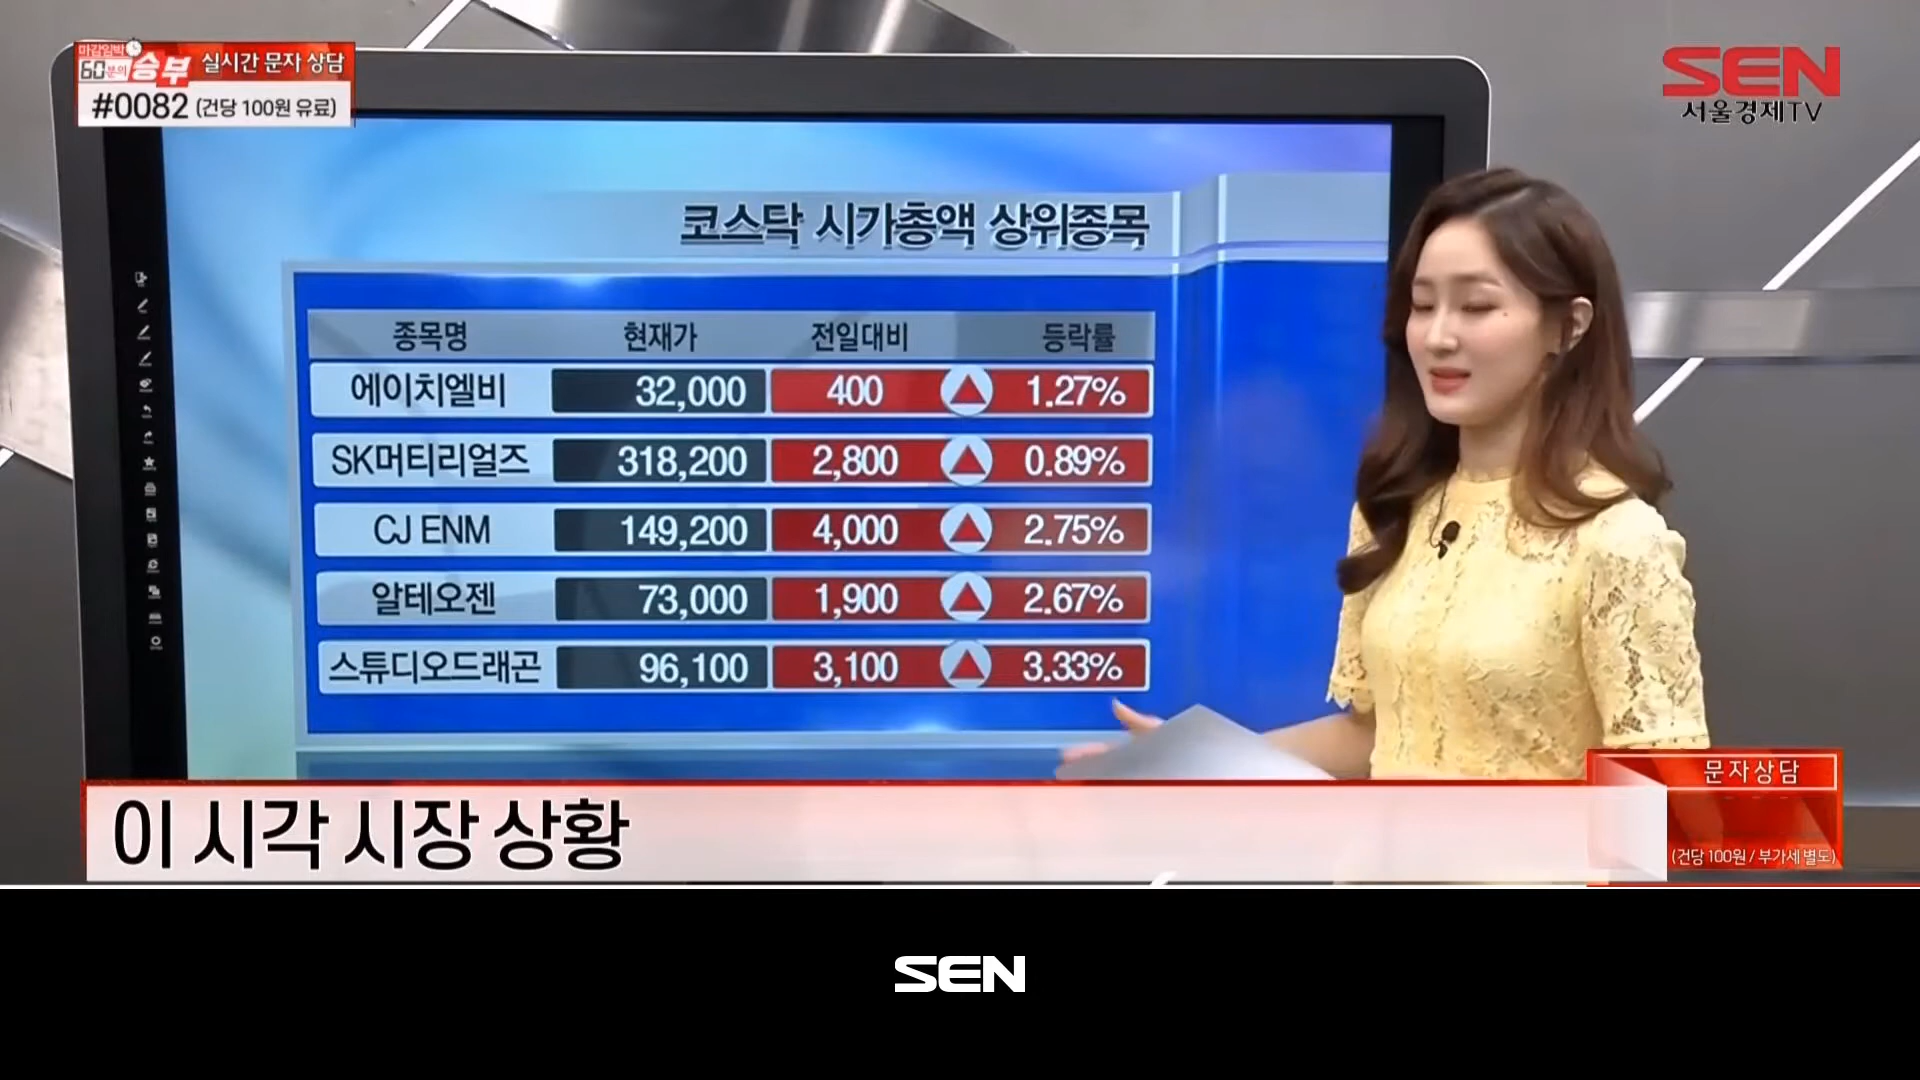 마감임박
60분의 승부 실시간 문자 상담
#0082 (건당 100원 유료)
SEN
서울경제TV
코스닥 시가총액 상위종목
종목명 현재가 전일대비 등락률
에이치엘비 32,000 400 ▲ 1.27%
SK머티리얼즈 318,200 2,800 ▲ 0.89%
CJ ENM 149,200 4,000 ▲ 2.75%
알테오젠 73,000 1,900 ▲ 2.67%
스튜디오드래곤 96,100 3,100 ▲ 3.33%
문자상담
(건당 100원 / 부가세 별도)
이 시각 시장 상황
SEN